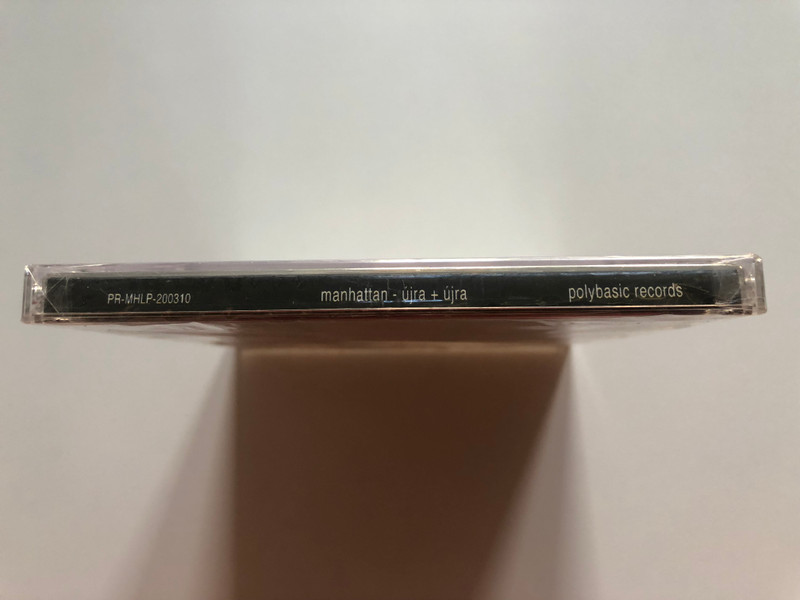 PR-MHLP-200310 manhattan - újra + újra polybasic records